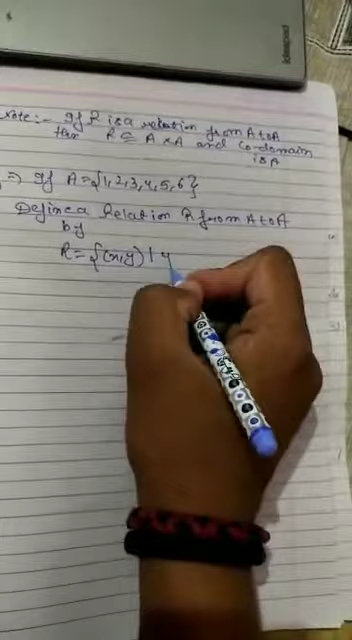 ideapad
Note:- If R is a relation from A to A
then R ⊆ A×A and Co-domain
is A
=> If A = {1,2,3,4,5,6}
Define a Relation R from A to A
by
R = {(x,y) | y